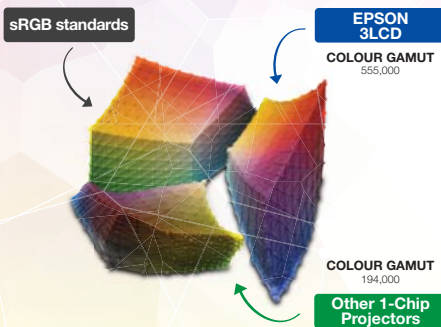 sRGB standards
EPSON
3LCD
COLOUR GAMUT
555,000
COLOUR GAMUT
194,000
Other 1-Chip
Projectors